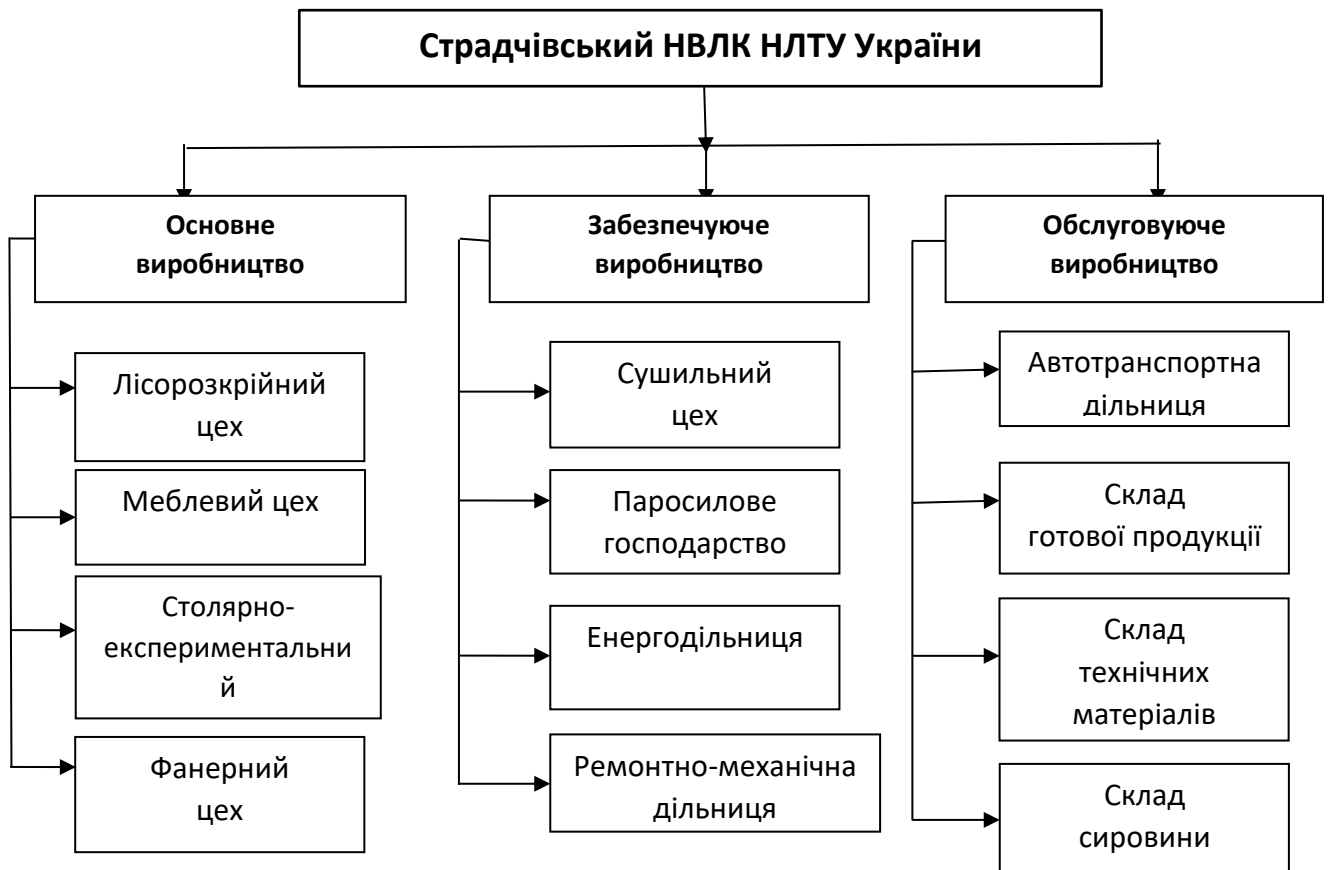 Страдчівський НВЛК НЛТУ України
Основне
виробництво
Лісорозкрійний
цех
Меблевий цех
Столярно-
експериментальни
й
Фанерний
цех
Забезпечуюче
виробництво
Сушильний
цех
Паросилове
господарство
Енергодільниця
Ремонтно-механічна
дільниця
Обслуговуюче
виробництво
Автотранспортна
дільниця
Склад
готової продукції
Склад
технічних
матеріалів
Склад
сировини